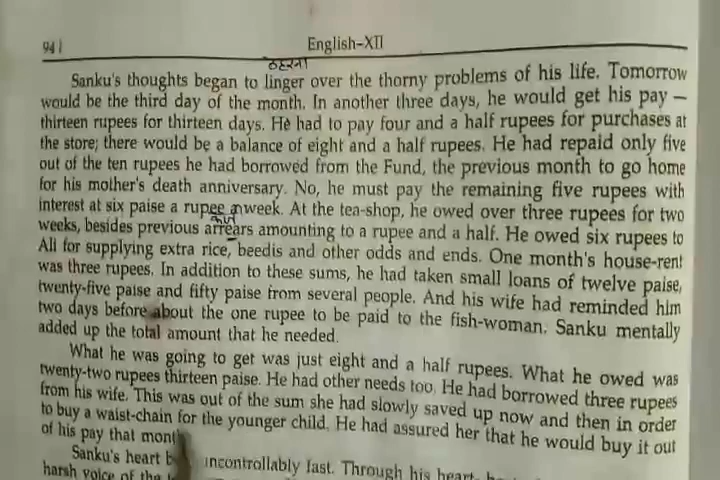 94 |
English–XII
ठहरना
Sanku's thoughts began to linger over the thorny problems of his life. Tomorrow
would be the third day of the month. In another three days, he would get his pay —
thirteen rupees for thirteen days. He had to pay four and a half rupees for purchases at
the store; there would be a balance of eight and a half rupees. He had repaid only five
out of the ten rupees he had borrowed from the Fund, the previous month to go home
for his mother's death anniversary. No, he must pay the remaining five rupees with
interest at six paise a rupee a week. At the tea-shop, he owed over three rupees for two
weeks, besides previous arrears amounting to a rupee and a half. He owed six rupees to
Ali for supplying extra rice, beedis and other odds and ends. One month's house-rent
was three rupees. In addition to these sums, he had taken small loans of twelve paise,
twenty-five paise and fifty paise from several people. And his wife had reminded him
two days before about the one rupee to be paid to the fish-woman. Sanku mentally
added up the total amount that he needed.
What he was going to get was just eight and a half rupees. What he owed was
twenty-two rupees thirteen paise. He had other needs too. He had borrowed three rupees
from his wife. This was out of the sum she had slowly saved up now and then in order
to buy a waist-chain for the younger child. He had assured her that he would buy it out
of his pay that
Sanku's heart incontrollably fast. Through his
harsh voice of the